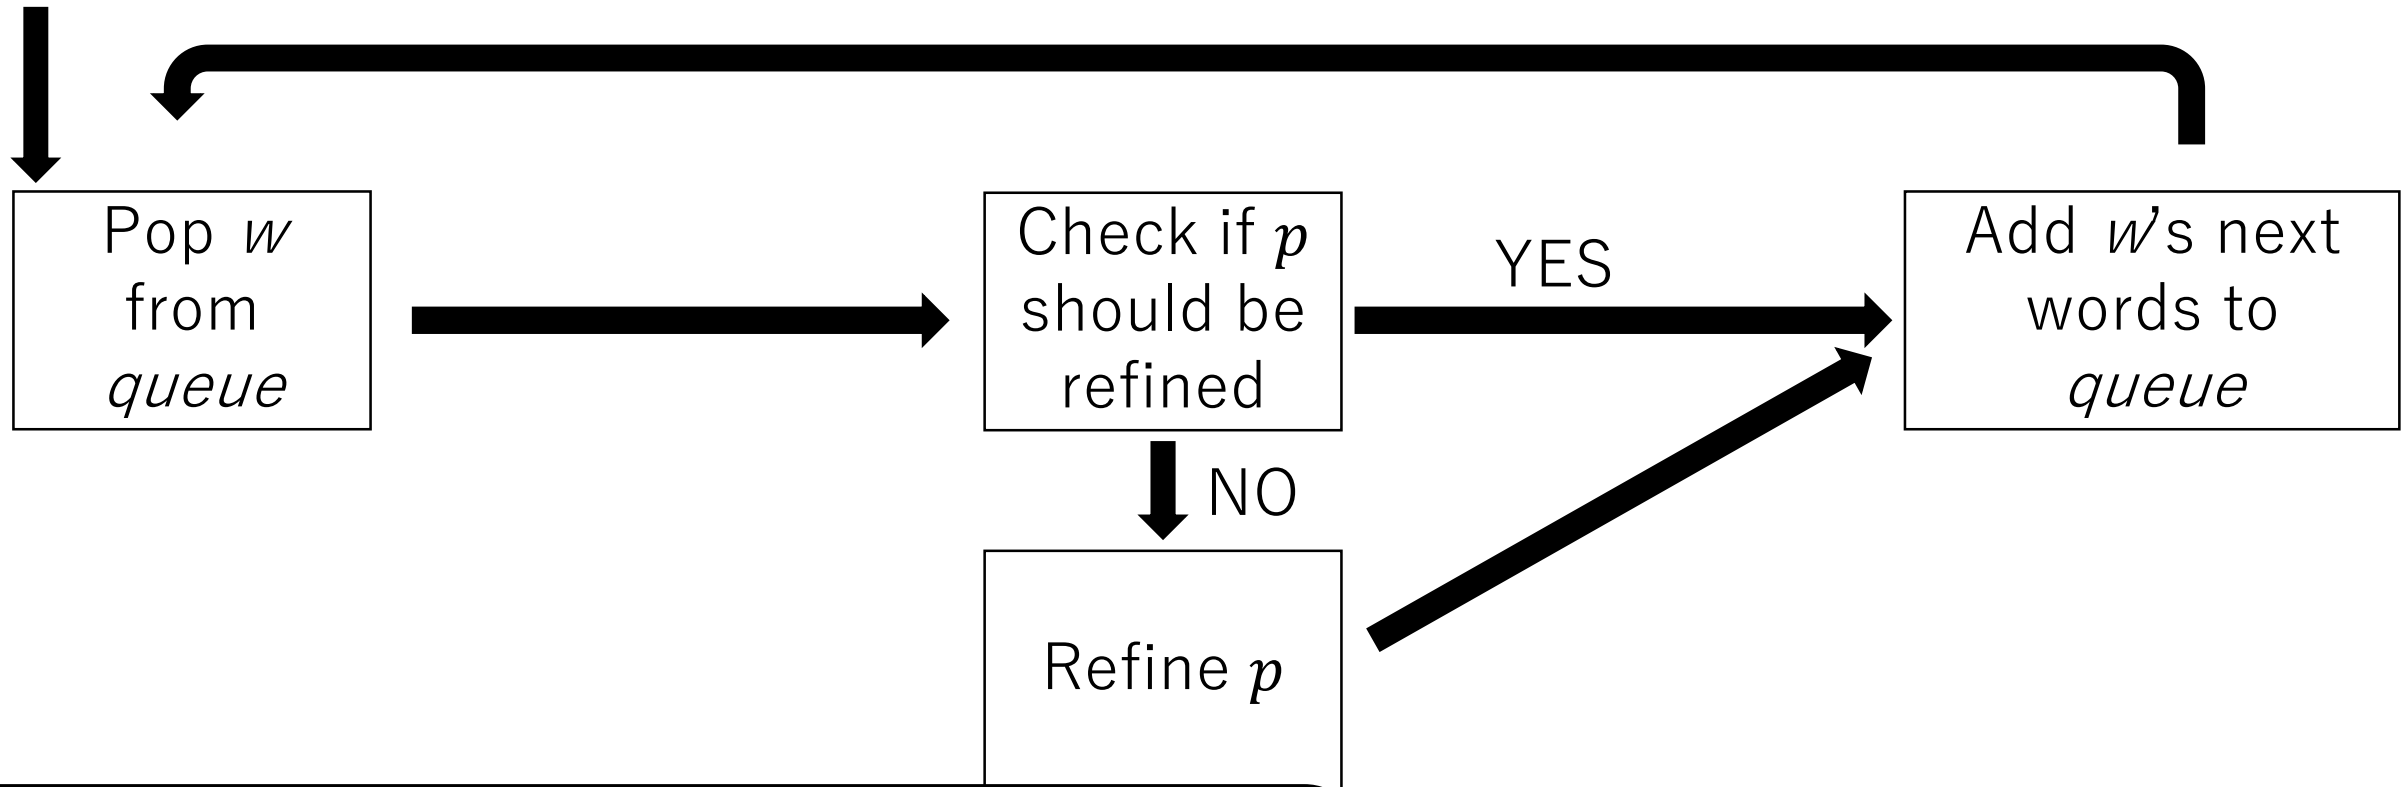 Pop w
from
queue
Check if p
should be
refined
YES
Add w's next
words to
queue
NO
Refine p